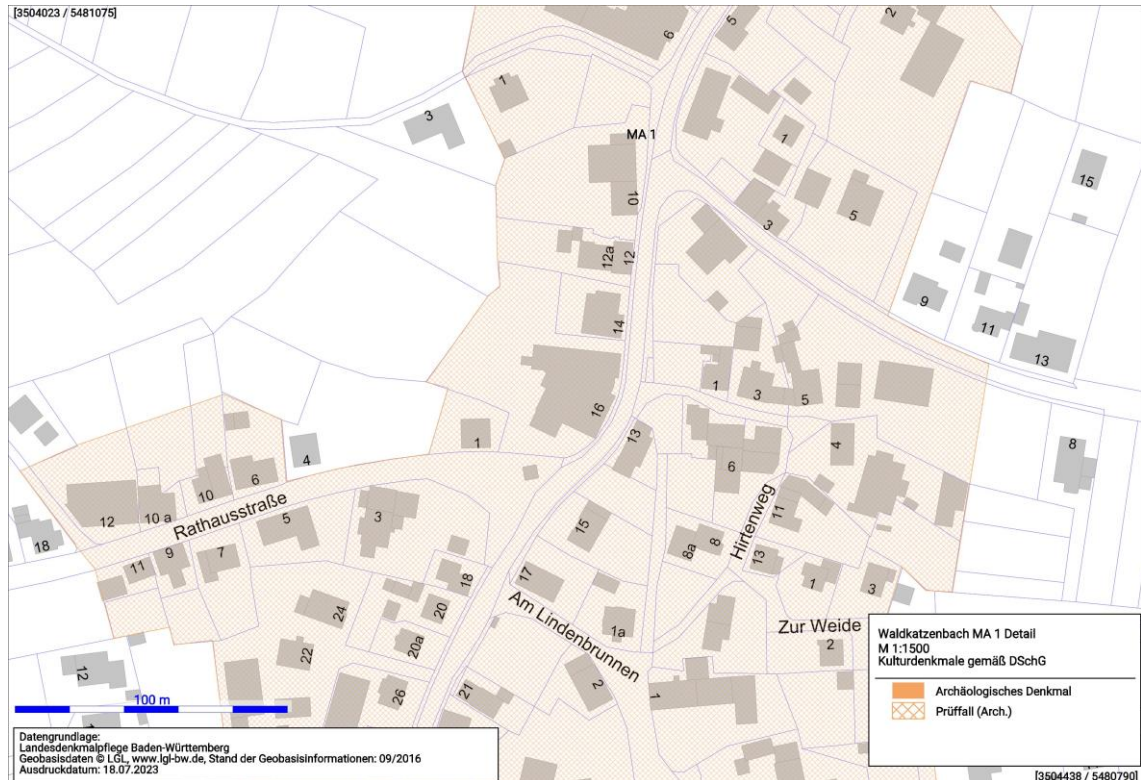 [3504023 / 5481075]
6
5
2
1
3
MA 1
1
15
10
3
5
12a
12
9
11
13
14
1
3
5
16
13
1
4
8
4
6
6
10
12
10 a
Rathausstraße
5
3
Hirtenweg
11
15
18
9
7
11
8a
8
13
17
18
1
3
24
20
Am Lindenbrunnen
1a
Zur Weide
20a
2
22
12
26
21
2
1
100 m
1
Waldkatzenbach MA 1 Detail
M 1:1500
Kulturdenkmale gemäß DSchG
Archäologisches Denkmal
Prüffall (Arch.)
Datengrundlage:
Landesdenkmalpflege Baden-Württemberg
Geobasisdaten © LGL, www.lgl-bw.de, Stand der Geobasisinformationen: 09/2016
Ausdruckdatum: 18.07.2023
[3504438 / 5480790]